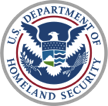 U.S. DEPARTMENT OF
HOMELAND SECURITY